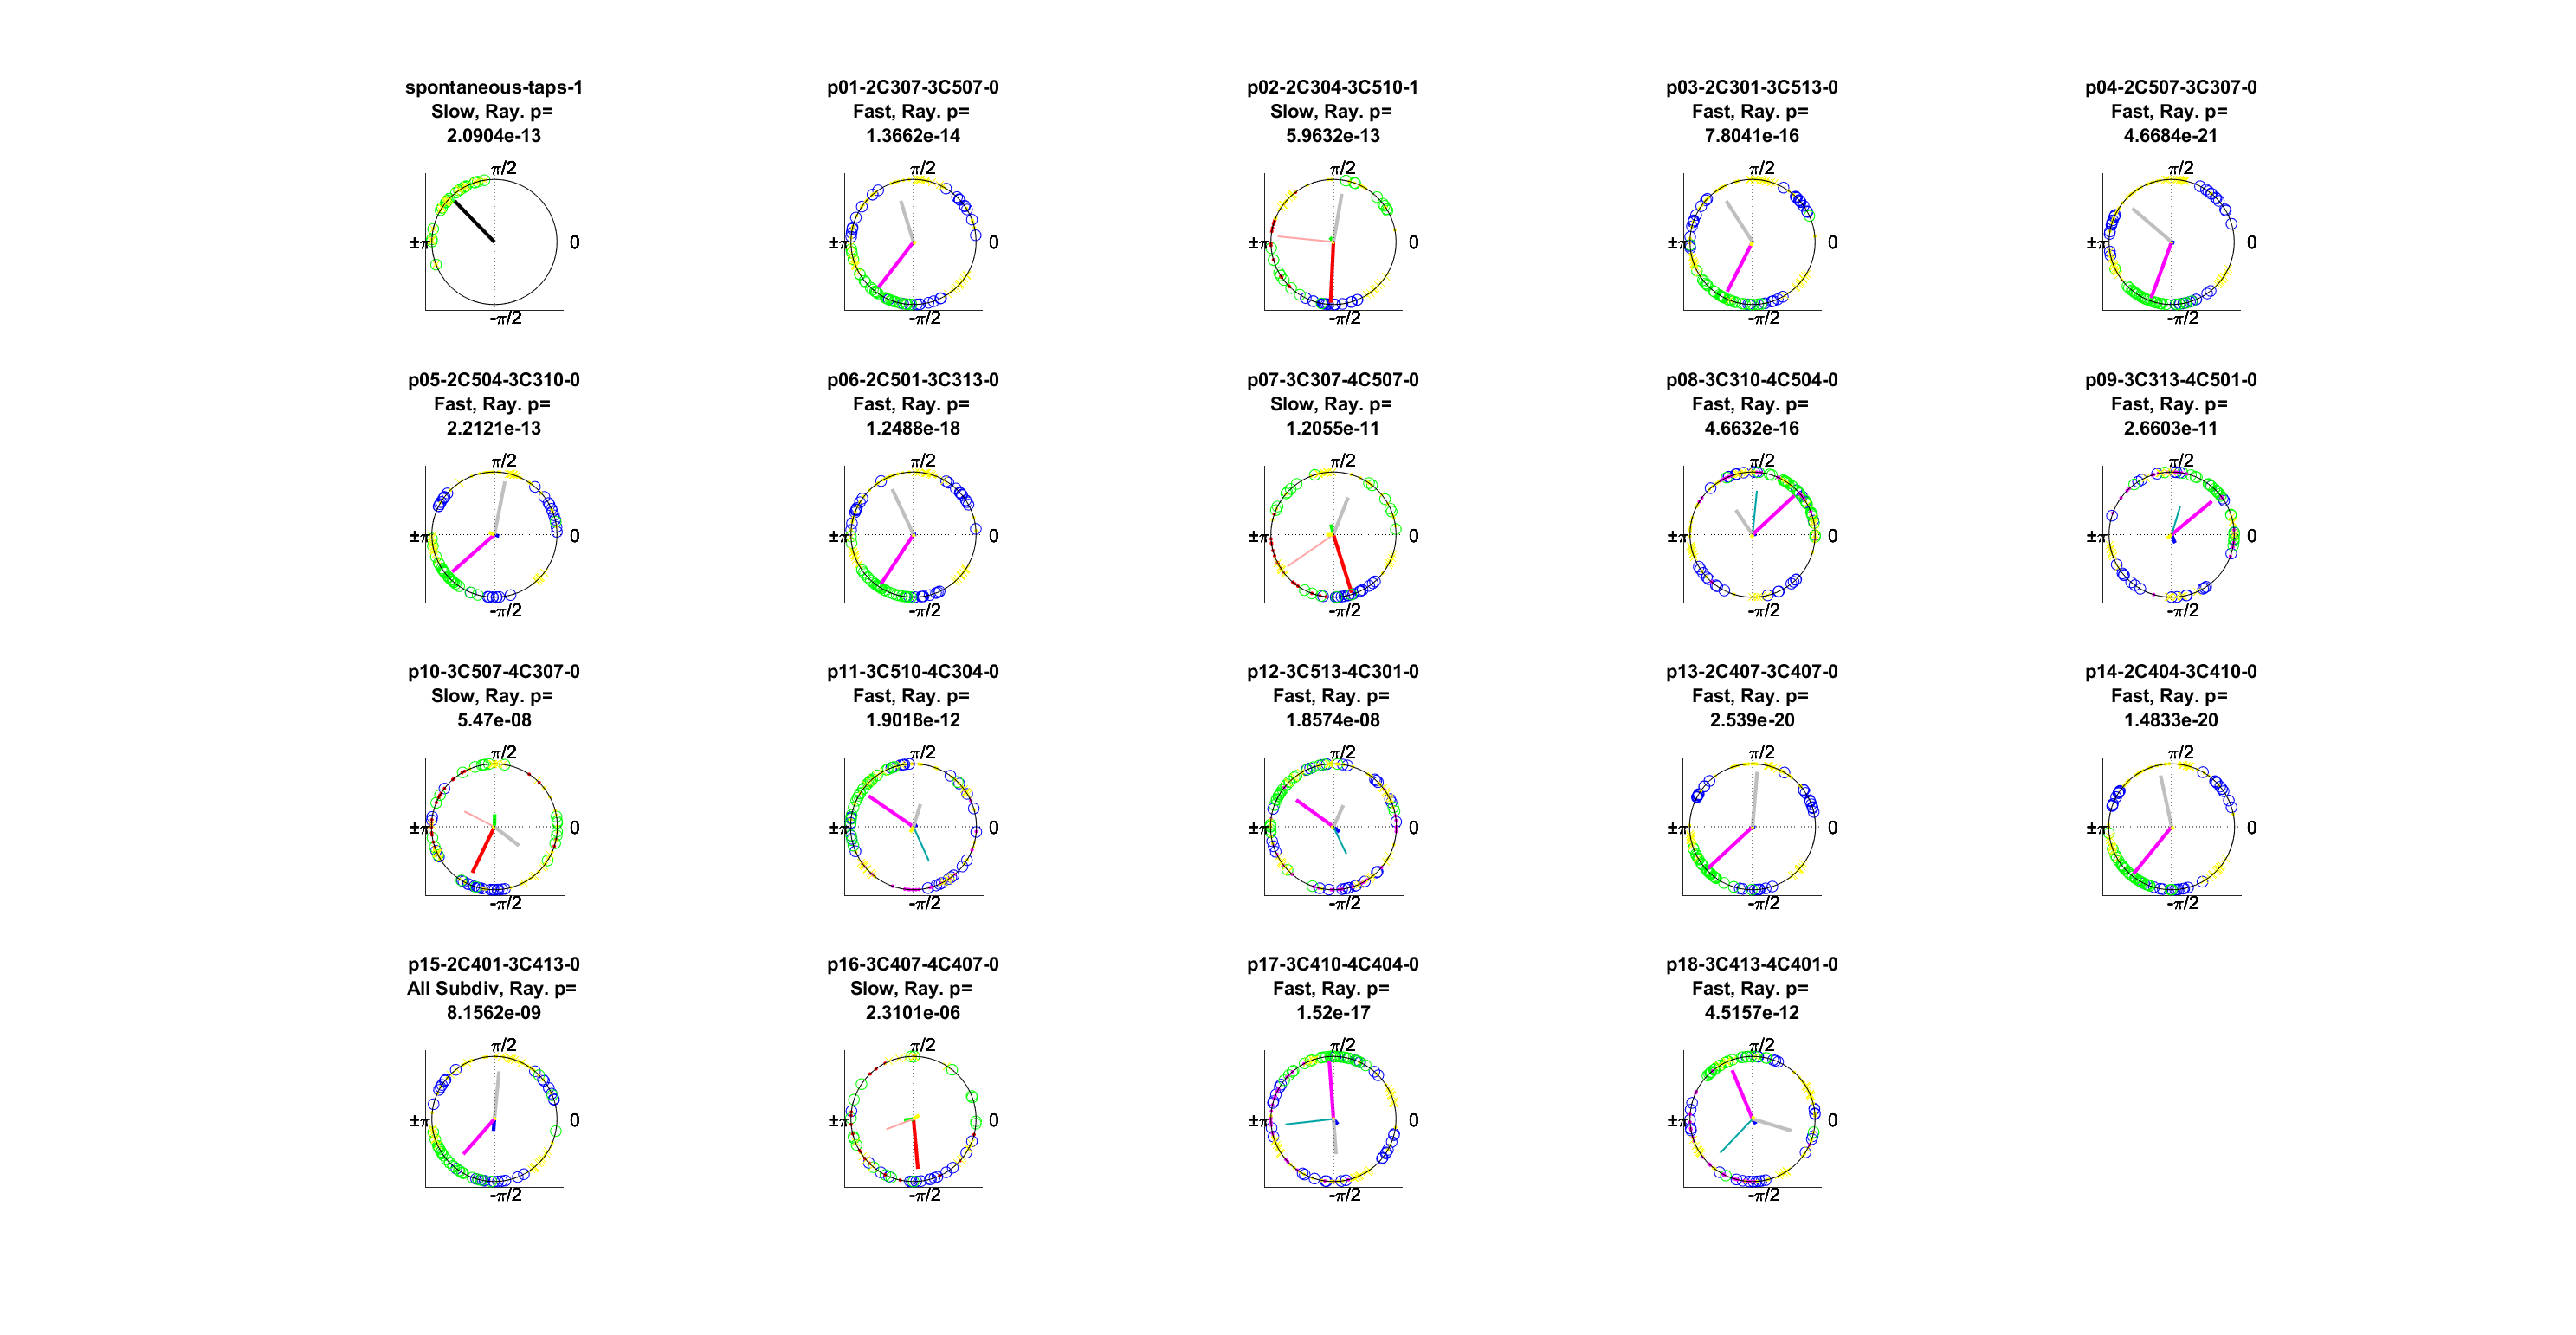 spontaneous-taps-1
Slow, Ray. p=
2.0904e-13
π/2
±π
0
-π/2
p01-2C307-3C507-0
Fast, Ray. p=
1.3662e-14
π/2
±π
0
-π/2
p02-2C304-3C510-1
Slow, Ray. p=
5.9632e-13
π/2
±π
0
-π/2
p03-2C301-3C513-0
Fast, Ray. p=
7.8041e-16
π/2
±π
0
-π/2
p04-2C507-3C307-0
Fast, Ray. p=
4.6684e-21
π/2
±π
0
-π/2
p05-2C504-3C310-0
Fast, Ray. p=
2.2121e-13
π/2
±π
0
-π/2
p06-2C501-3C313-0
Fast, Ray. p=
1.2488e-18
π/2
±π
0
-π/2
p07-3C307-4C507-0
Slow, Ray. p=
1.2055e-11
π/2
±π
0
-π/2
p08-3C310-4C504-0
Fast, Ray. p=
4.6632e-16
π/2
±π
0
-π/2
p09-3C313-4C501-0
Fast, Ray. p=
2.6603e-11
π/2
±π
0
-π/2
p10-3C507-4C307-0
Slow, Ray. p=
5.47e-08
π/2
±π
0
-π/2
p11-3C510-4C304-0
Fast, Ray. p=
1.9018e-12
π/2
±π
0
-π/2
p12-3C513-4C301-0
Fast, Ray. p=
1.8574e-08
π/2
±π
0
-π/2
p13-2C407-3C407-0
Fast, Ray. p=
2.539e-20
π/2
±π
0
-π/2
p14-2C404-3C410-0
Fast, Ray. p=
1.4833e-20
π/2
±π
0
-π/2
p15-2C401-3C413-0
All Subdiv, Ray. p=
8.1562e-09
π/2
±π
0
-π/2
p16-3C407-4C407-0
Slow, Ray. p=
2.3101e-06
π/2
±π
0
-π/2
p17-3C410-4C404-0
Fast, Ray. p=
1.52e-17
π/2
±π
0
-π/2
p18-3C413-4C401-0
Fast, Ray. p=
4.5157e-12
π/2
±π
0
-π/2